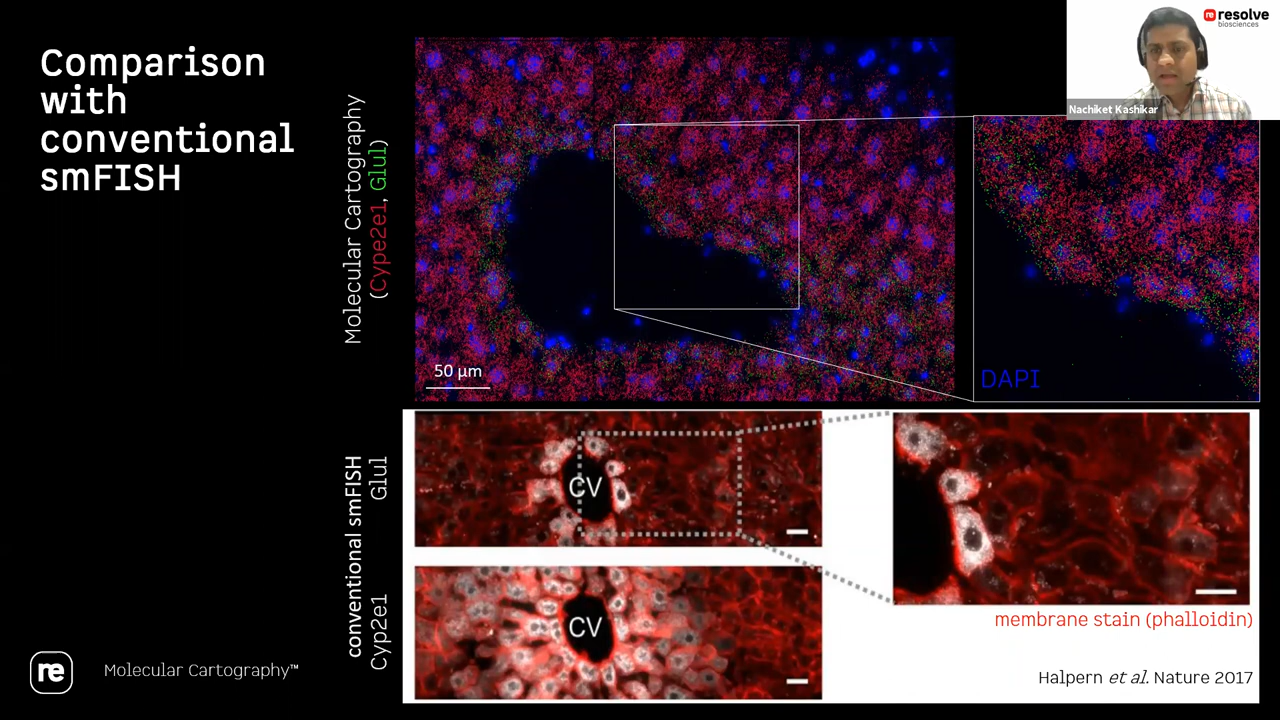 Comparison
with
conventional
smFISH
Molecular Cartography
(Cype2e1, Glul)
50 µm
DAPI
re resolve
biosciences
Nachiket Kashikar
conventional smFISH
Glul
Cyp2e1
CV
CV
membrane stain (phalloidin)
Halpern et al. Nature 2017
re
Molecular Cartography™